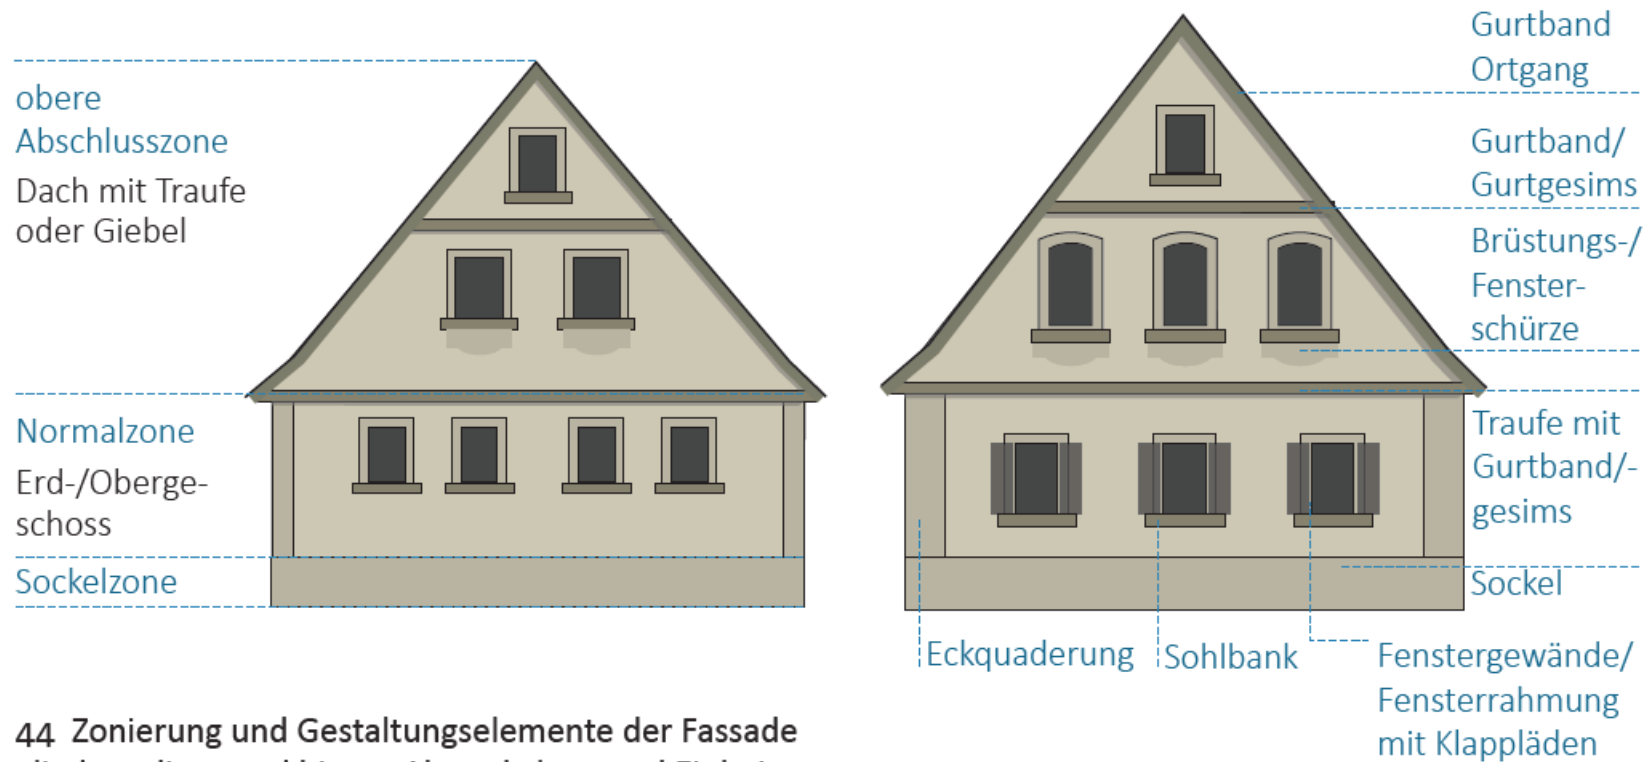 obere
Abschlusszone
Dach mit Traufe
oder Giebel
Normalzone
Erd-/Oberge-
schoss
Sockelzone
Gurtband
Ortgang
Gurtband/
Gurtgesims
Brüstungs-/
Fenster-
schürze
Traufe mit
Gurtband/-
gesims
Sockel
Eckquaderung
Sohlbank
Fenstergewände/
Fensterrahmung
mit Klappläden
44 Zonierung und Gestaltungselemente der Fassade